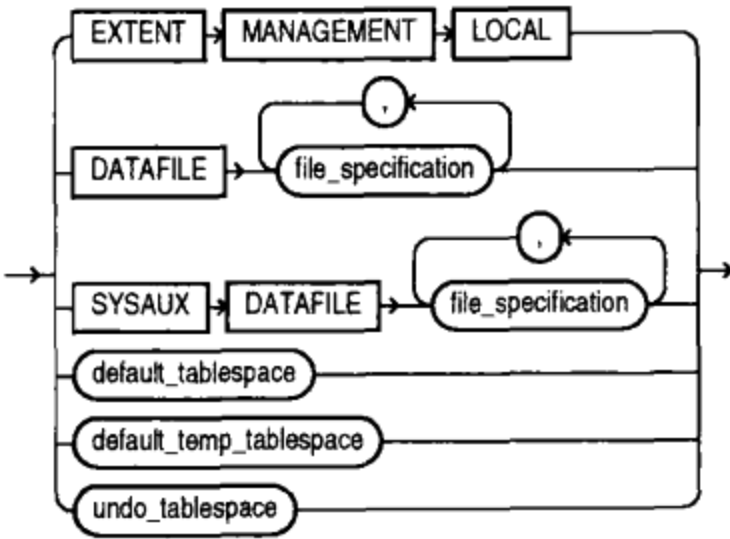 EXTENT MANAGEMENT LOCAL
,
DATAFILE file_specification
,
SYSAUX DATAFILE file_specification
default_tablespace
default_temp_tablespace
undo_tablespace